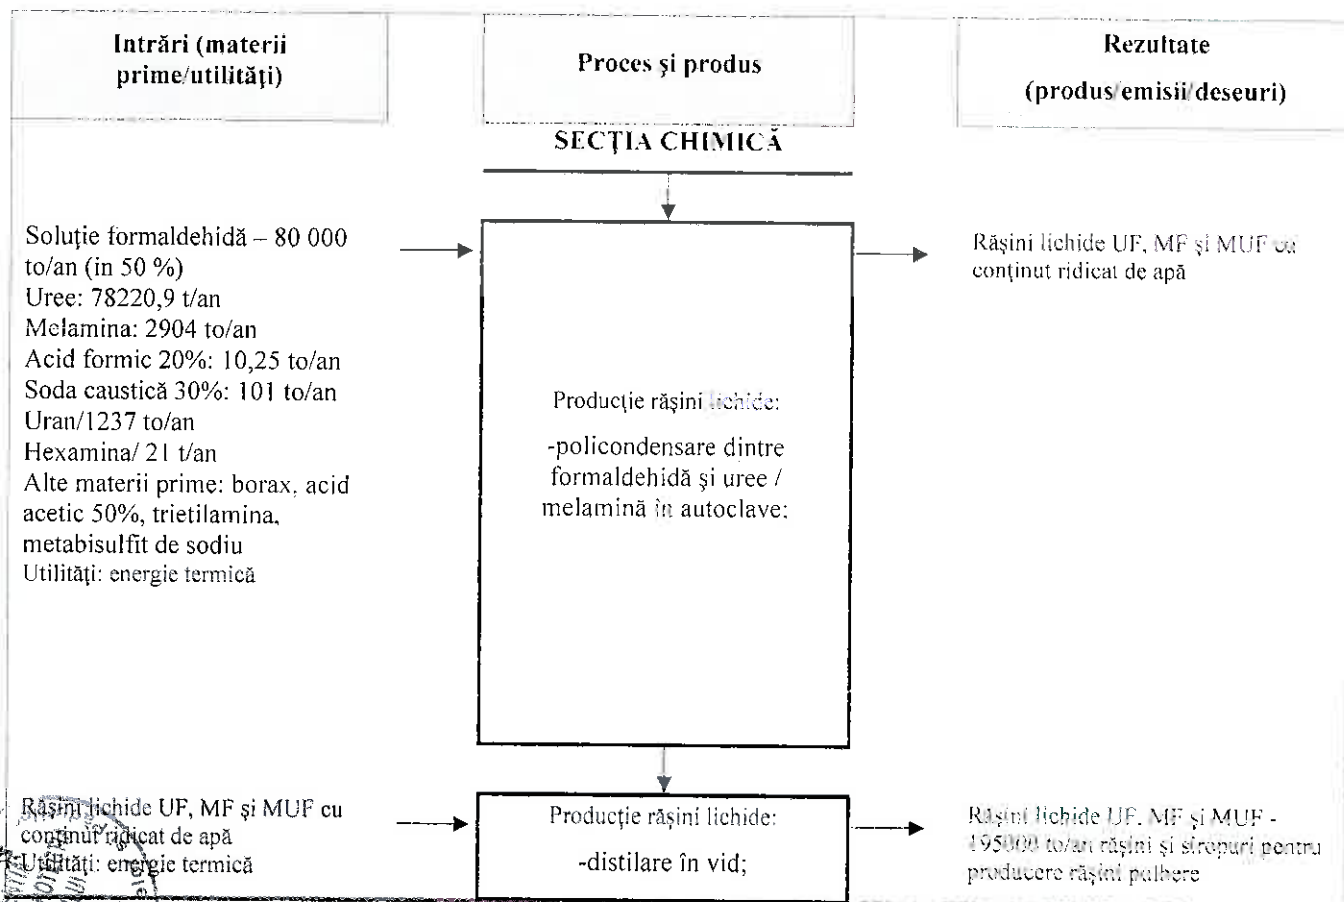 Intrări (materii
prime/utilități)
Proces şi produs
Rezultate
(produs/emisii/deseuri)
SECŢIA CHIMICĂ
Soluţie formaldehidă – 80 000
to/an (in 50 %)
Uree: 78220,9 t/an
Melamina: 2904 to/an
Acid formic 20%: 10,25 to/an
Soda caustică 30%: 101 to/an
Uran/1237 to/an
Hexamina/ 21 t/an
Alte materii prime: borax, acid
acetic 50%, trietilamina,
metabisulfit de sodiu
Utilităţi: energie termică
Producţie răşini lichide:
-policondensare dintre
formaldehidă şi uree /
melamină în autoclave;
Răşini lichide UF, MF şi MUF cu
conţinut ridicat de apă
Răşini lichide UF, MF şi MUF cu
conţinut ridicat de apă
Utilităţi: energie termică
Producţie răşini lichide:
-distilare în vid;
Răşini lichide UF, MF şi MUF -
195000 to/an răşini şi siropuri pentru
producere răşini pulbere